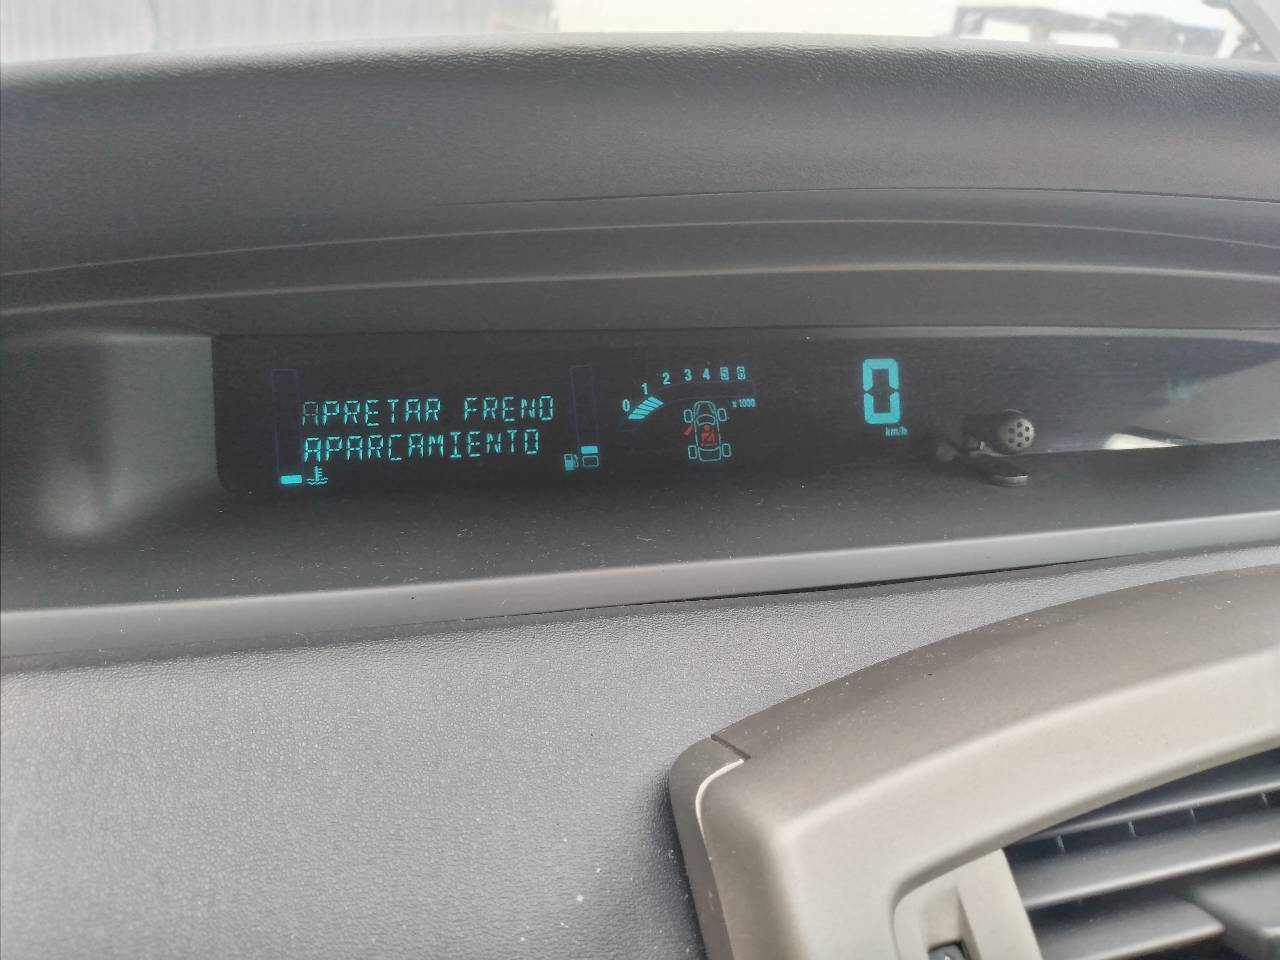 APRETAR FRENO
APARCAMIENTO
0 1 2 3 4 5 6
x 1000
0
km/h